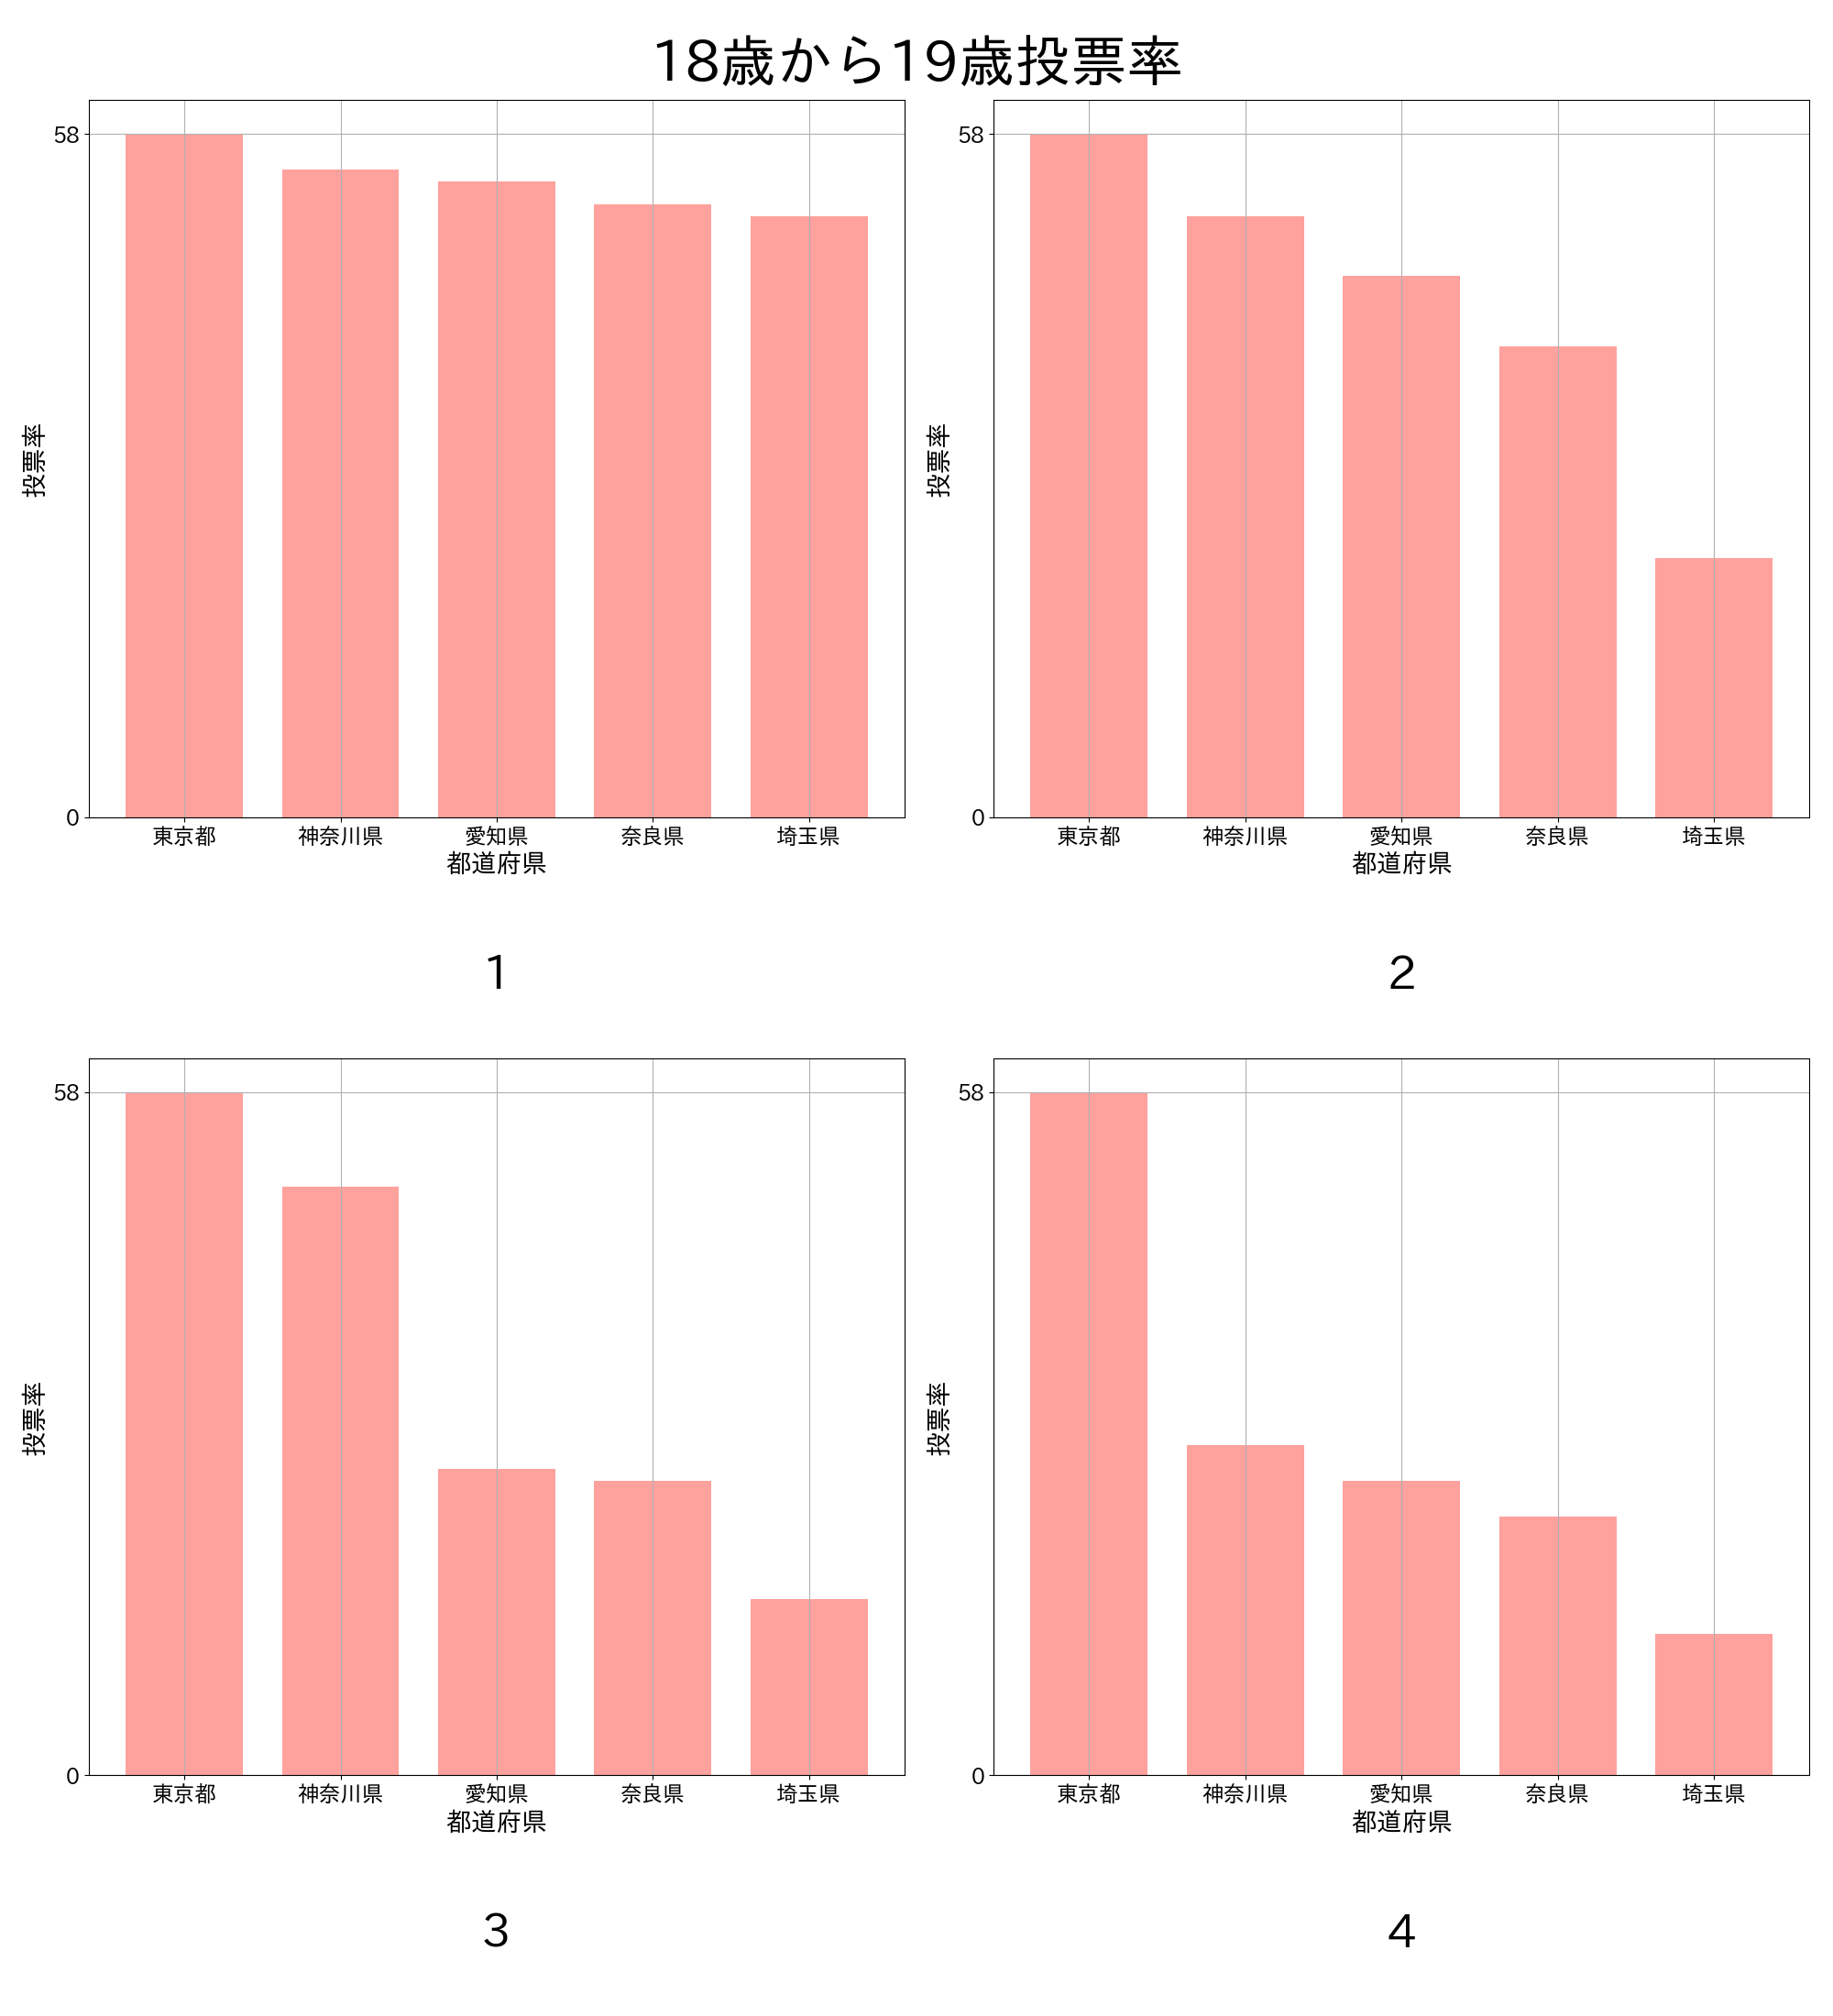 18歳から19歳投票率
58
0
投票率
東京都 神奈川県 愛知県 奈良県 埼玉県
都道府県
1
58
0
投票率
東京都 神奈川県 愛知県 奈良県 埼玉県
都道府県
2
58
0
投票率
東京都 神奈川県 愛知県 奈良県 埼玉県
都道府県
3
58
0
投票率
東京都 神奈川県 愛知県 奈良県 埼玉県
都道府県
4